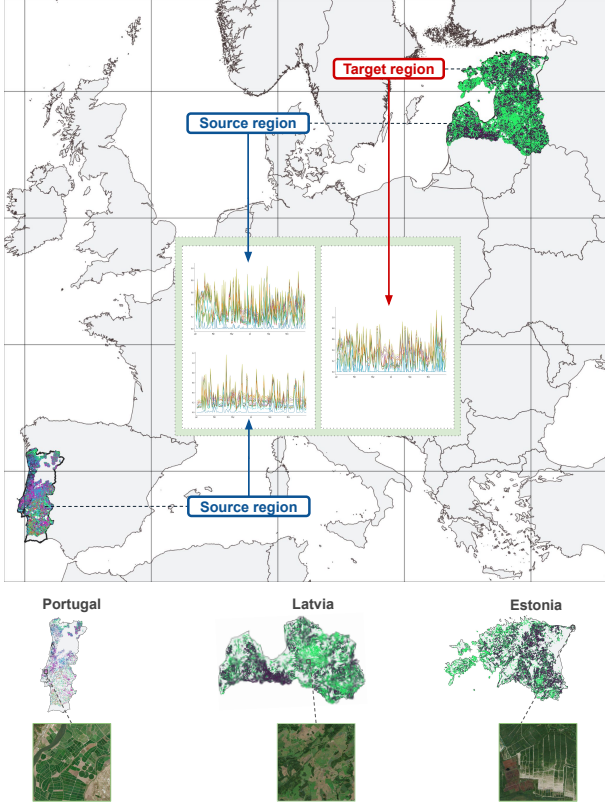 Target region
Source region
Source region
Portugal
Latvia
Estonia